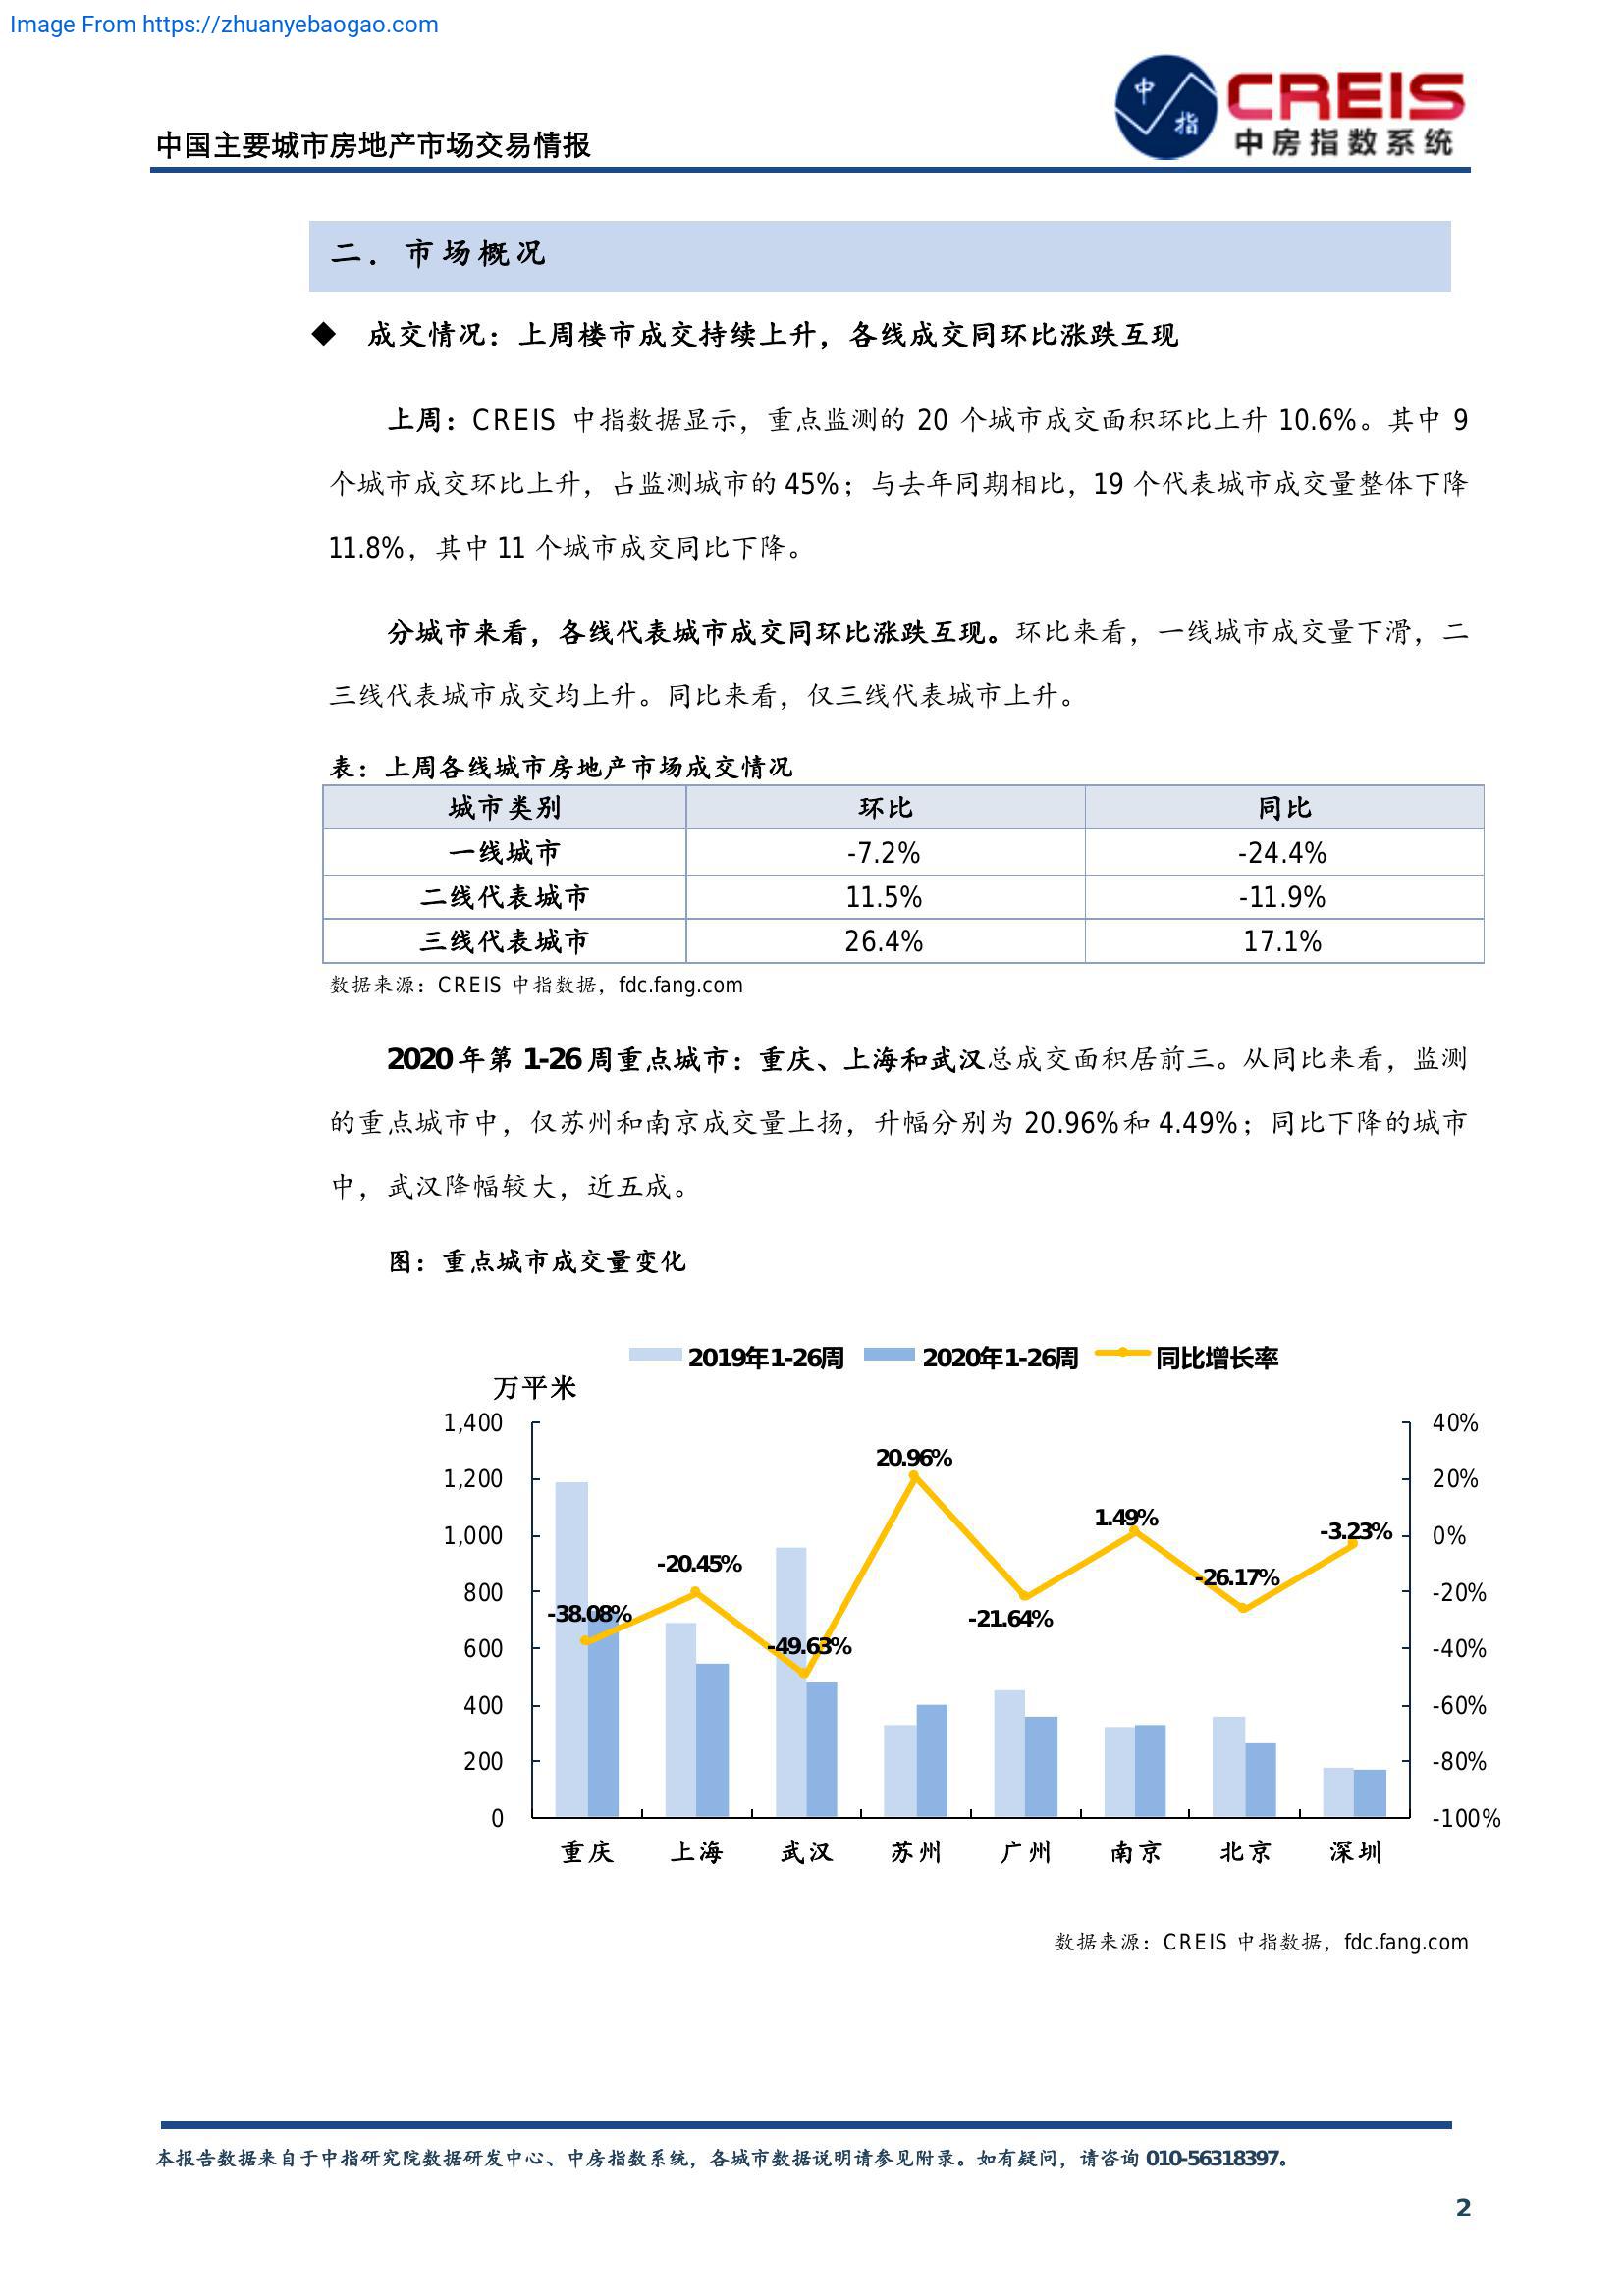 Image From https://zhuanyebaogao.com
中国主要城市房地产市场交易情报
中
指
CREIS
中房指数系统
二．市场概况
◆ 成交情况：上周楼市成交持续上升，各线成交同环比涨跌互现
上周：CREIS 中指数据显示，重点监测的 20 个城市成交面积环比上升 10.6%。其中 9
个城市成交环比上升，占监测城市的 45%；与去年同期相比，19 个代表城市成交量整体下降
11.8%，其中 11 个城市成交同比下降。
分城市来看，各线代表城市成交同环比涨跌互现。环比来看，一线城市成交量下滑，二
三线代表城市成交均上升。同比来看，仅三线代表城市上升。
表：上周各线城市房地产市场成交情况
城市类别 环比 同比
一线城市 -7.2% -24.4%
二线代表城市 11.5% -11.9%
三线代表城市 26.4% 17.1%
数据来源：CREIS 中指数据，fdc.fang.com
2020 年第 1-26 周重点城市：重庆、上海和武汉总成交面积居前三。从同比来看，监测
的重点城市中，仅苏州和南京成交量上扬，升幅分别为 20.96%和 4.49%；同比下降的城市
中，武汉降幅较大，近五成。
图：重点城市成交量变化
2019年1-26周 2020年1-26周 同比增长率
万平米
1,400
1,200
1,000
800
600
400
200
0
-38.08%
-20.45%
-49.63%
20.96%
-21.64%
1.49%
-26.17%
-3.23%
40%
20%
0%
-20%
-40%
-60%
-80%
-100%
重庆 上海 武汉 苏州 广州 南京 北京 深圳
数据来源：CREIS 中指数据，fdc.fang.com
本报告数据来自于中指研究院数据研发中心、中房指数系统，各城市数据说明请参见附录。如有疑问，请咨询 010-56318397。
2